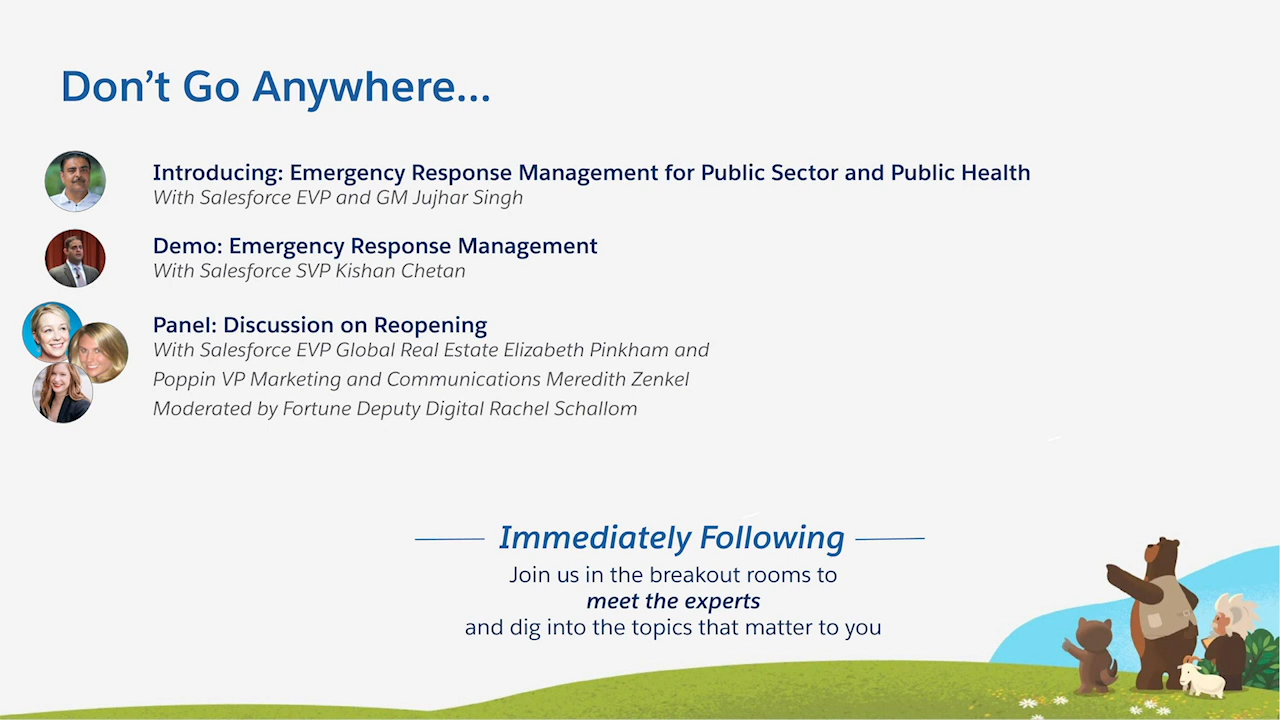 Don’t Go Anywhere...
Introducing: Emergency Response Management for Public Sector and Public Health
With Salesforce EVP and GM Jujhar Singh
Demo: Emergency Response Management
With Salesforce SVP Kishan Chetan
Panel: Discussion on Reopening
With Salesforce EVP Global Real Estate Elizabeth Pinkham and
Poppin VP Marketing and Communications Meredith Zenkel
Moderated by Fortune Deputy Digital Rachel Schallom
Immediately Following
Join us in the breakout rooms to
meet the experts
and dig into the topics that matter to you